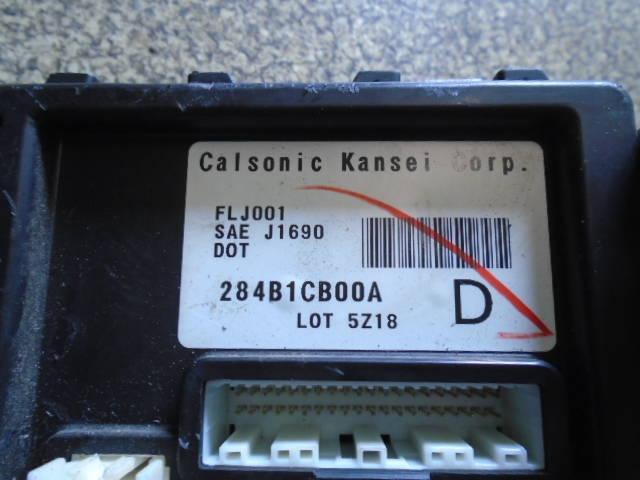 Calsonic Kansei Corp.
FLJ001
SAE J1690
DOT
284B1CB00A
D
LOT 5Z18